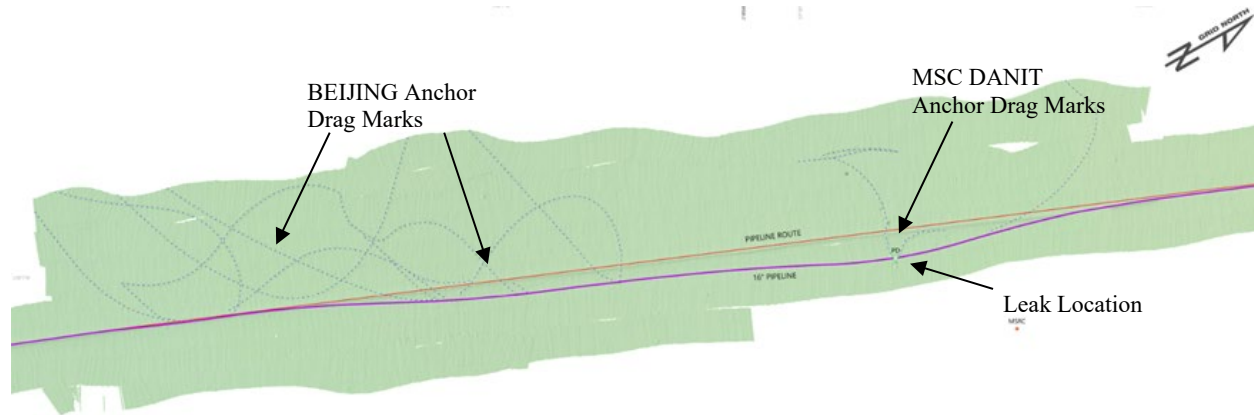 GRID NORTH
BEIJING Anchor
Drag Marks
MSC DANIT
Anchor Drag Marks
PIPELINE ROUTE
16" PIPELINE
Leak Location
MSRC